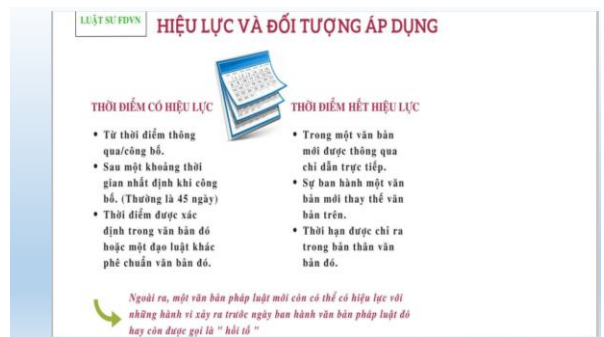 LUẬT SƯ FDVN
HIỆU LỰC VÀ ĐỐI TƯỢNG ÁP DỤNG
THỜI ĐIỂM CÓ HIỆU LỰC
• Từ thời điểm thông
qua/công bố.
• Sau một khoảng thời
gian nhất định khi công
bố. (Thường là 45 ngày)
• Thời điểm được xác
định trong văn bản đó
hoặc một đạo luật khác
phê chuẩn văn bản đó.
THỜI ĐIỂM HẾT HIỆU LỰC
• Trong một văn bản
mới được thông qua
chỉ dẫn trực tiếp.
• Sự ban hành một văn
bản mới thay thế văn
bản trên.
• Thời hạn được chỉ ra
trong bản thân văn
bản đó.
Ngoài ra, một văn bản pháp luật mới còn có thể có hiệu lực với
những hành vi xảy ra trước ngày ban hành văn bản pháp luật đó
hay còn được gọi là " hồi tố "